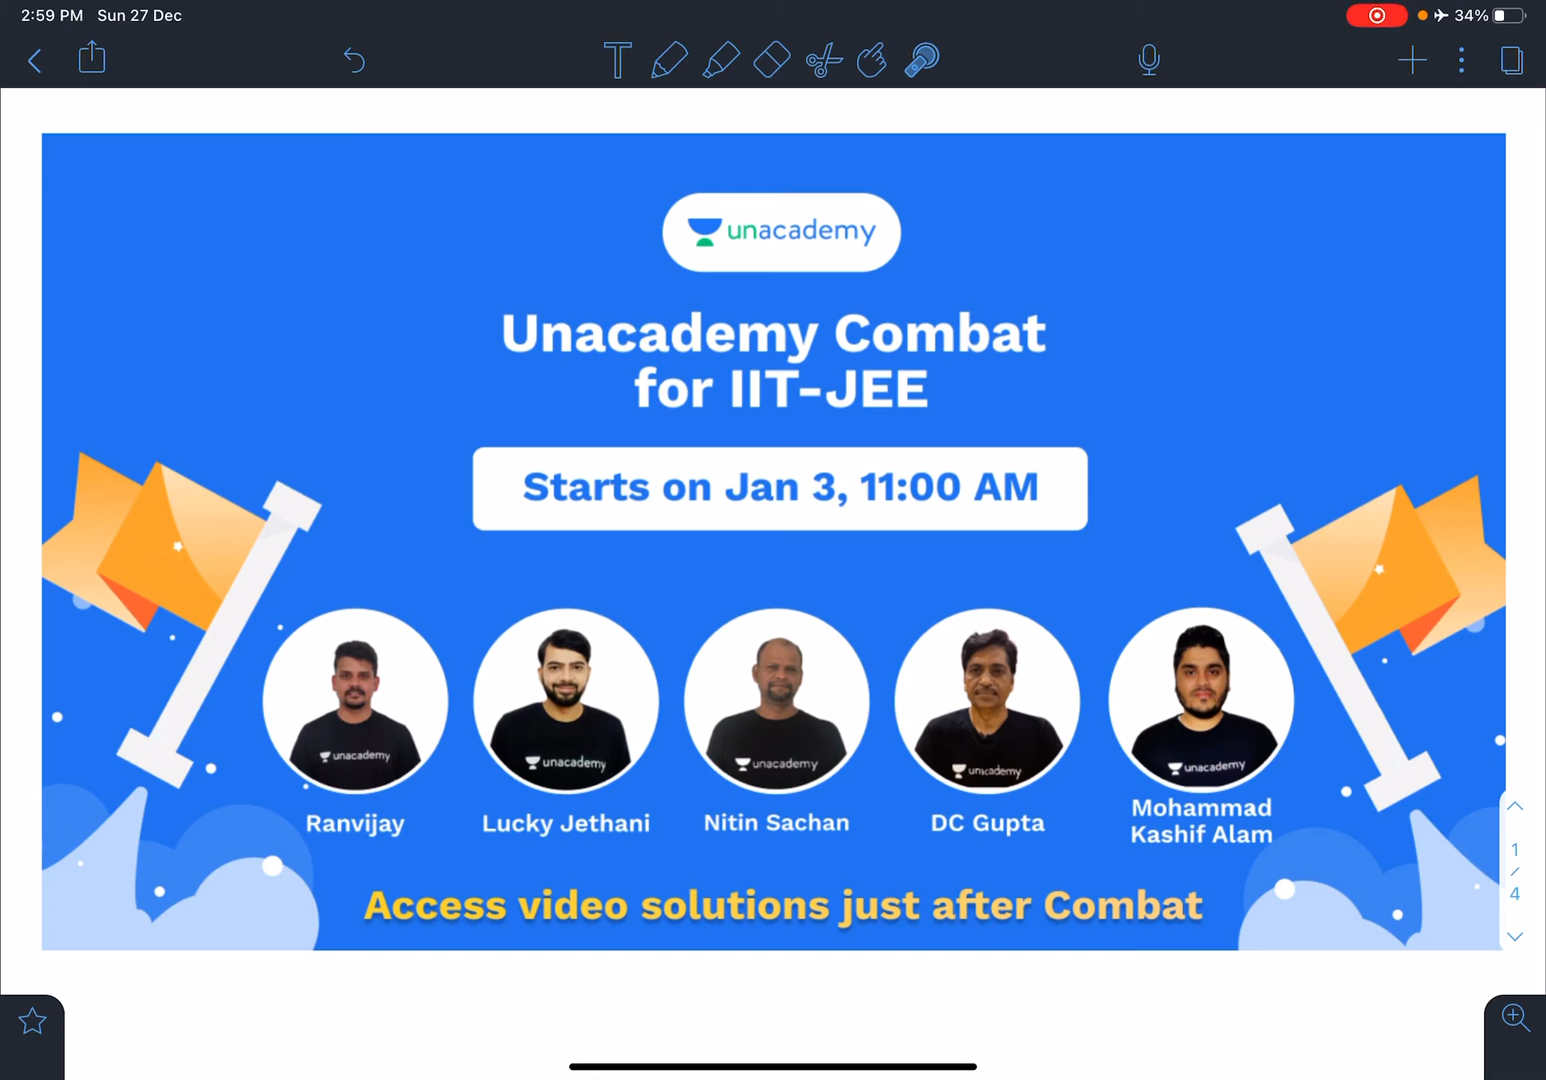 2:59 PM Sun 27 Dec
34%
unacademy
Unacademy Combat
for IIT-JEE
Starts on Jan 3, 11:00 AM
unacademy
unacademy
unacademy
unacademy
unacademy
Ranvijay
Lucky Jethani
Nitin Sachan
DC Gupta
Mohammad
Kashif Alam
Access video solutions just after Combat
1
/
4